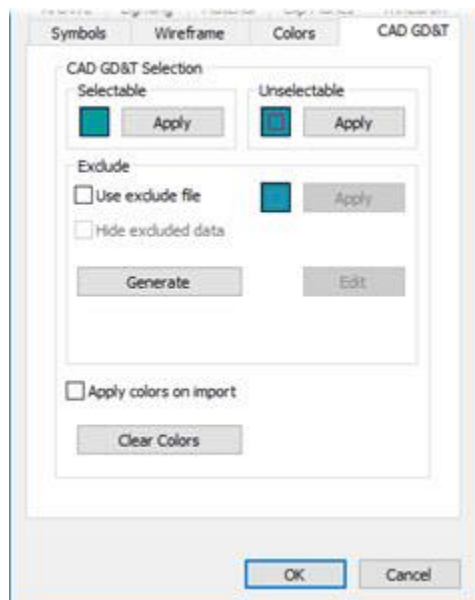 Symbols Wireframe Colors CAD GD&T
CAD GD&T Selection
Selectable Unselectable
Apply Apply
Exclude
Use exclude file Apply
Hide excluded data
Generate Edit
Apply colors on import
Clear Colors
OK Cancel